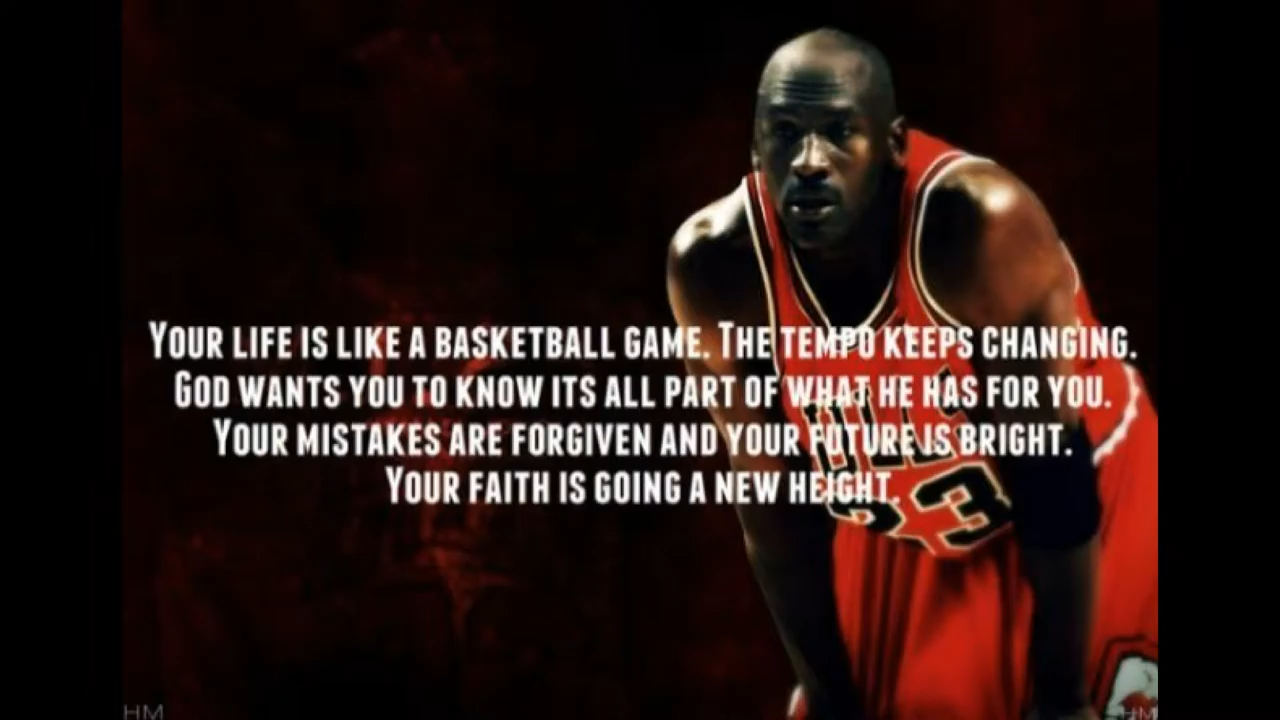 Your life is like a basketball game. The tempo keeps changing.
God wants you to know its all part of what he has for you.
Your mistakes are forgiven and your future is bright.
Your faith is going a new height.
BULLS
HM
HM